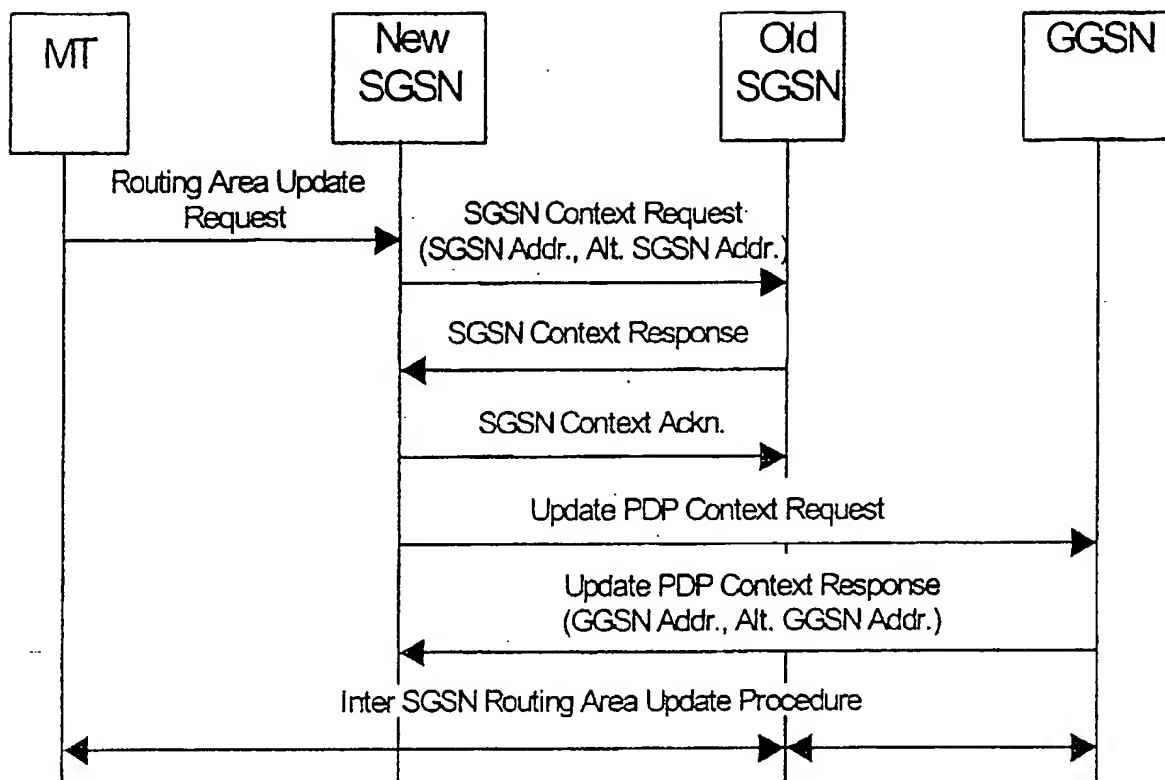 MT
New
SGSN
Old
SGSN
GGSN
Routing Area Update
Request
SGSN Context Request
(SGSN Addr., Alt. SGSN Addr.)
SGSN Context Response
SGSN Context Ackn.
Update PDP Context Request
Update PDP Context Response
(GGSN Addr., Alt. GGSN Addr.)
Inter SGSN Routing Area Update Procedure